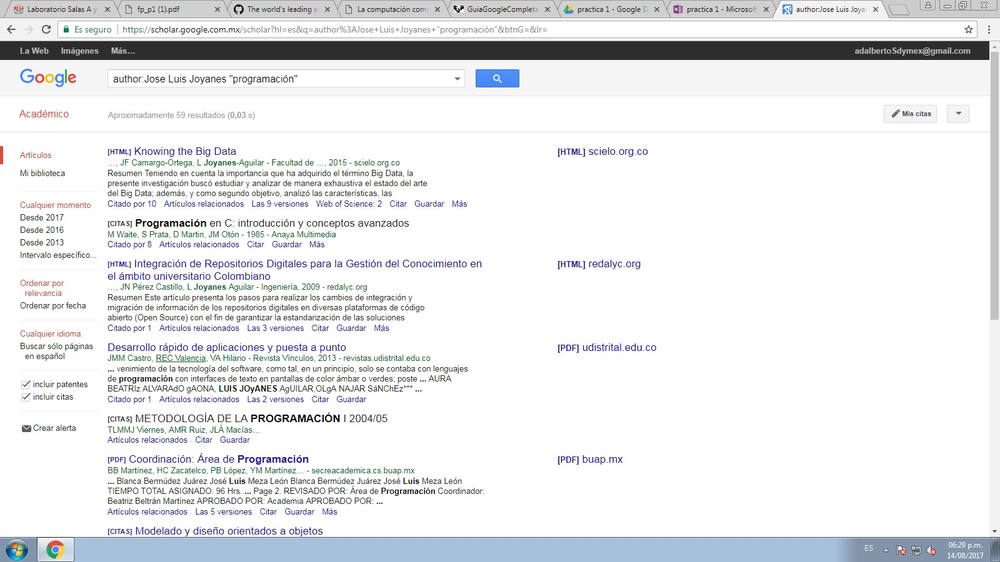 Laboratorio Salas A y
fp_p1 (1).pdf
The world's leading so
La computación como
GuiaGoogleCompleta
practica 1 - Google D
practica 1 - Microsoft
author:Jose Luis Joyan
Es seguro
https://scholar.google.com.mx/scholar?hl=es&q=author%3AJose+Luis+Joyanes+"programación"&btnG=&lr=
La Web Imágenes Más...
adalbertoSdymex@gmail.com
Google
author:Jose Luis Joyanes "programación"
Académico
Aproximadamente 59 resultados (0,03 s)
Mis citas
Artículos
Mi biblioteca
Cualquier momento
Desde 2017
Desde 2016
Desde 2013
Intervalo específico...
Ordenar por
relevancia
Ordenar por fecha
Cualquier idioma
Buscar sólo páginas
en español
incluir patentes
incluir citas
Crear alerta
[HTML] Knowing the Big Data
[HTML] scielo.org.co
..., JF Camargo-Ortega, L Joyanes-Aguilar - Facultad de ..., 2015 - scielo.org.co
Resumen Teniendo en cuenta la importancia que ha adquirido el término Big Data, la
presente investigación buscó estudiar y analizar de manera exhaustiva el estado del arte
del Big Data; además, y como segundo objetivo, analizó las características, las
Citado por 10 Artículos relacionados Las 9 versiones Web of Science: 2 Citar Guardar Más
[CITAS] Programación en C: introducción y conceptos avanzados
M Waite, S Prata, D Martin, JM Otón - 1985 - Anaya Multimedia
Citado por 8 Artículos relacionados Citar Guardar Más
[HTML] Integración de Repositorios Digitales para la Gestión del Conocimiento en
el ámbito universitario Colombiano
[HTML] redalyc.org
..., JN Pérez Castillo, L Joyanes Aguilar - Ingeniería, 2009 - redalyc.org
Resumen Este artículo presenta los pasos para realizar los cambios de integración y
migración de información de los repositorios digitales en diversas plataformas de código
abierto (Open Source) con el fin de garantizar la estandarización de las soluciones
Citado por 1 Artículos relacionados Las 3 versiones Citar Guardar Más
Desarrollo rápido de aplicaciones y puesta a punto
[PDF] udistrital.edu.co
JMM Castro, REC Valencia, VA Hilario - Revista Vínculos, 2013 - revistas.udistrital.edu.co
... venimiento de la tecnología del software, como tal, en un principio, solo se contaba con lenguajes
de programación con interfaces de texto en pantallas de color ámbar o verdes; poste ... AURA
BEATRIz ALVARAdO gAONA, LUIS JOyANES AgUILAR,OLgA NAJAR SáNChEz*** ...
Citado por 1 Artículos relacionados Las 2 versiones Citar Guardar
[CITAS] METODOLOGÍA DE LA PROGRAMACIÓN I 2004/05
TLMMJ Viernes, AMR Ruiz, JLÁ Macías...
Artículos relacionados Citar Guardar
[PDF] Coordinación: Área de Programación
[PDF] buap.mx
BB Martínez, HC Zacatelco, PB López, YM Martínez... - secreacademica.cs.buap.mx
... Blanca Bermúdez Juárez José Luis Meza León Blanca Bermúdez Juárez José Luis Meza León
TIEMPO TOTAL ASIGNADO: 96 Hrs. ... Page 2. REVISADO POR: Área de Programación Coordinador:
Beatriz Beltrán Martínez APROBADO POR: Academia APROBADO POR: ...
Artículos relacionados Las 5 versiones Citar Guardar Más
[CITAS] Modelado y diseño orientados a objetos
ES
06:29 p.m.
14/08/2017